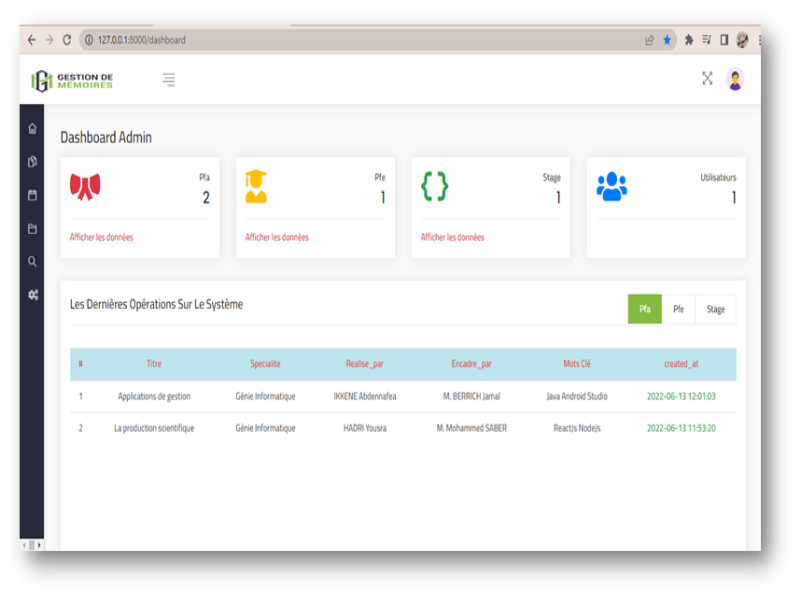 127.0.0.1:8000/dashboard
GESTION DE
MÉMOIRES
Dashboard Admin
Pfa
2
Afficher les données
Pfe
1
Afficher les données
Stage
1
Afficher les données
Utilisateurs
1
Les Dernières Opérations Sur Le Système
Pfa Pfe Stage
# Titre Specialite Realise_par Encadre_par Mots Clé created_at
1 Applications de gestion Génie Informatique IKKENE Abdennafea M. BERRICH Jamal Java Android Studio 2022-06-13 12:01:03
2 La production scientifique Génie Informatique HADRI Yousra M. Mohammed SABER ReactJs NodeJs 2022-06-13 11:53:20